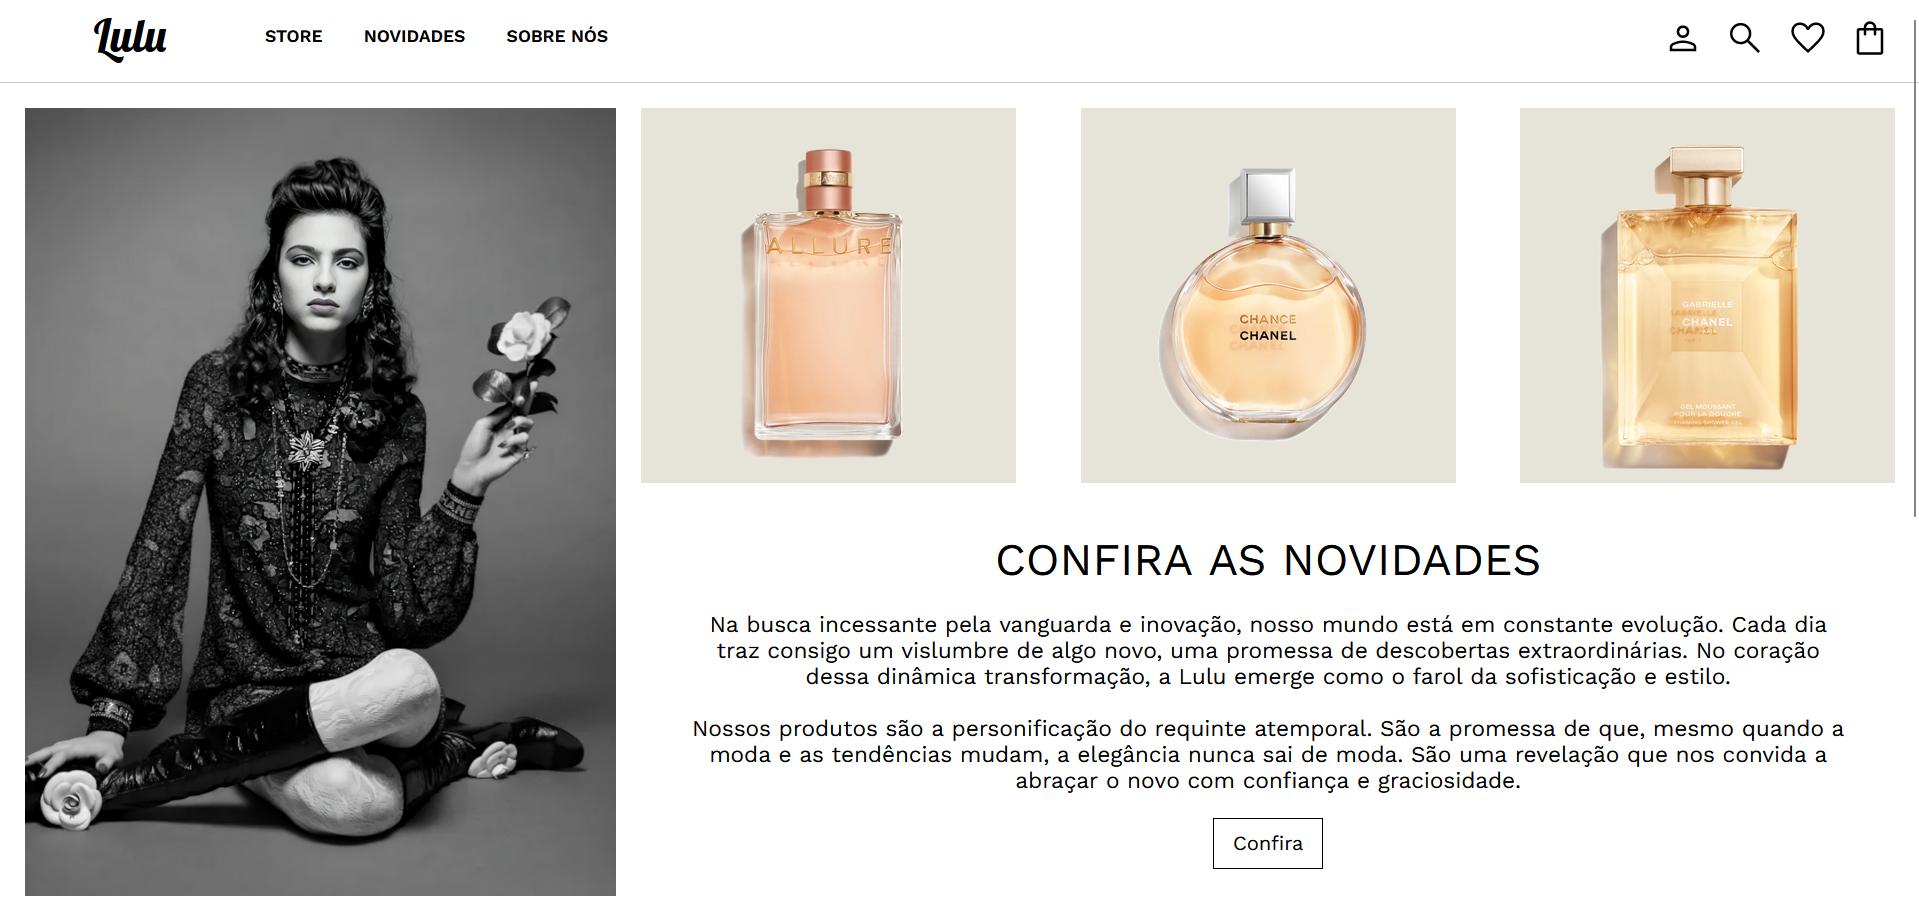 Lulu
STORE NOVIDADES SOBRE NÓS
ALLURE
CHANCE
CHANEL
GABRIELLE
CHANEL
GEL MOUSSANT
POUR LA DOUCHE
FOAMING SHOWER GEL
CONFIRA AS NOVIDADES
Na busca incessante pela vanguarda e inovação, nosso mundo está em constante evolução. Cada dia
traz consigo um vislumbre de algo novo, uma promessa de descobertas extraordinárias. No coração
dessa dinâmica transformação, a Lulu emerge como o farol da sofisticação e estilo.
Nossos produtos são a personificação do requinte atemporal. São a promessa de que, mesmo quando a
moda e as tendências mudam, a elegância nunca sai de moda. São uma revelação que nos convida a
abraçar o novo com confiança e graciosidade.
Confira